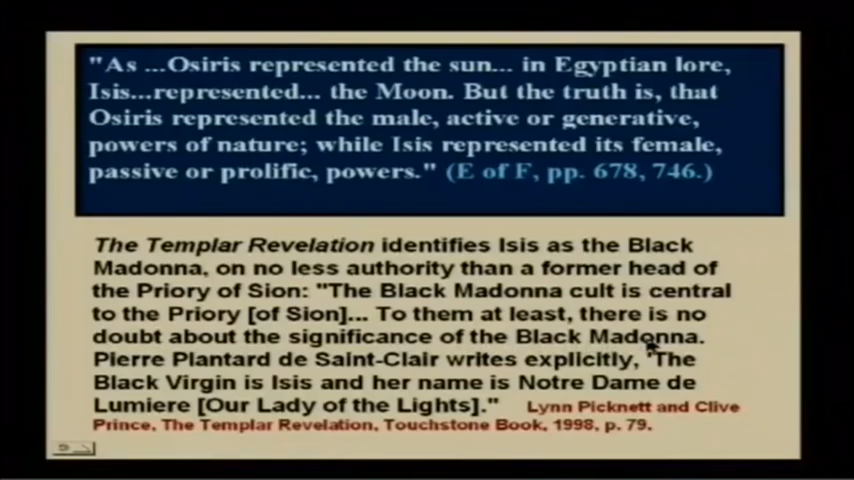 "As ...Osiris represented the sun... in Egyptian lore,
Isis...represented... the Moon. But the truth is, that
Osiris represented the male, active or generative,
powers of nature; while Isis represented its female,
passive or prolific, powers." (E of F, pp. 678, 746.)
The Templar Revelation identifies Isis as the Black
Madonna, on no less authority than a former head of
the Priory of Sion: "The Black Madonna cult is central
to the Priory [of Sion]... To them at least, there is no
doubt about the significance of the Black Madonna.
Pierre Plantard de Saint-Clair writes explicitly, 'The
Black Virgin is Isis and her name is Notre Dame de
Lumiere [Our Lady of the Lights]." Lynn Picknett and Clive
Prince, The Templar Revelation, Touchstone Book, 1998, p. 79.